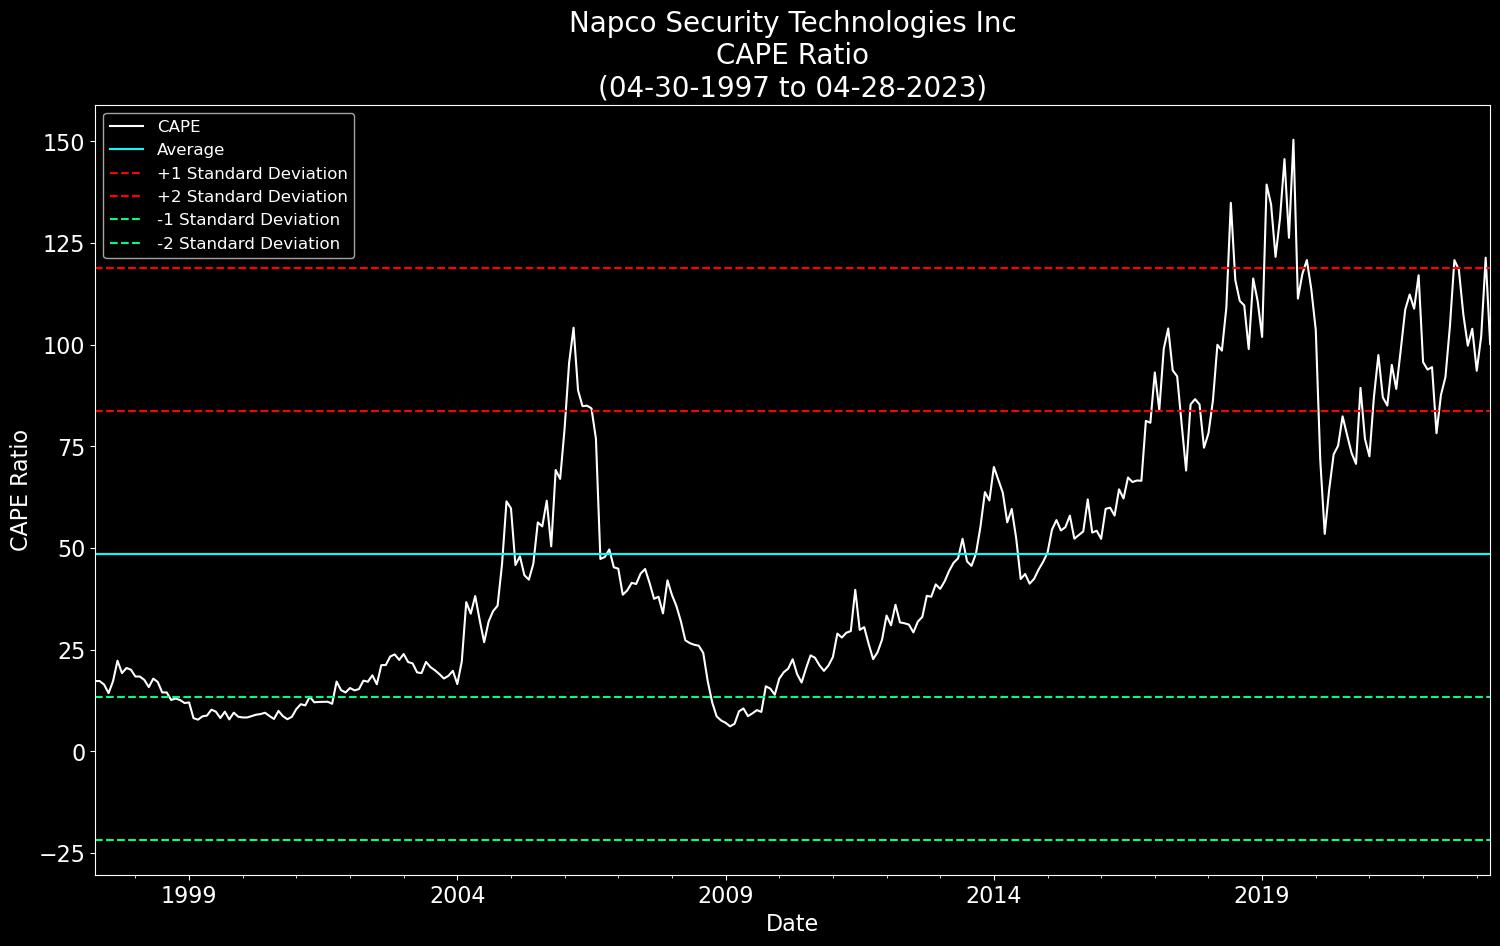 Napco Security Technologies Inc
CAPE Ratio
(04-30-1997 to 04-28-2023)
CAPE
Average
+1 Standard Deviation
+2 Standard Deviation
-1 Standard Deviation
-2 Standard Deviation
150
125
100
75
50
25
0
−25
CAPE Ratio
1999
2004
2009
2014
2019
Date